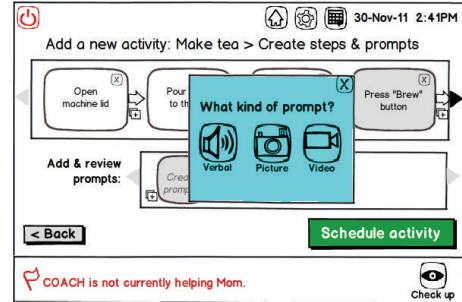 30-Nov-11 2:41PM
Add a new activity: Make tea > Create steps & prompts
Open
machine lid
X
Pour
to th
X
Press "Brew"
button
X
What kind of prompt?
Verbal
Picture
Video
Add & review
prompts:
Crea
promp
< Back
Schedule activity
COACH is not currently helping Mom.
Check up